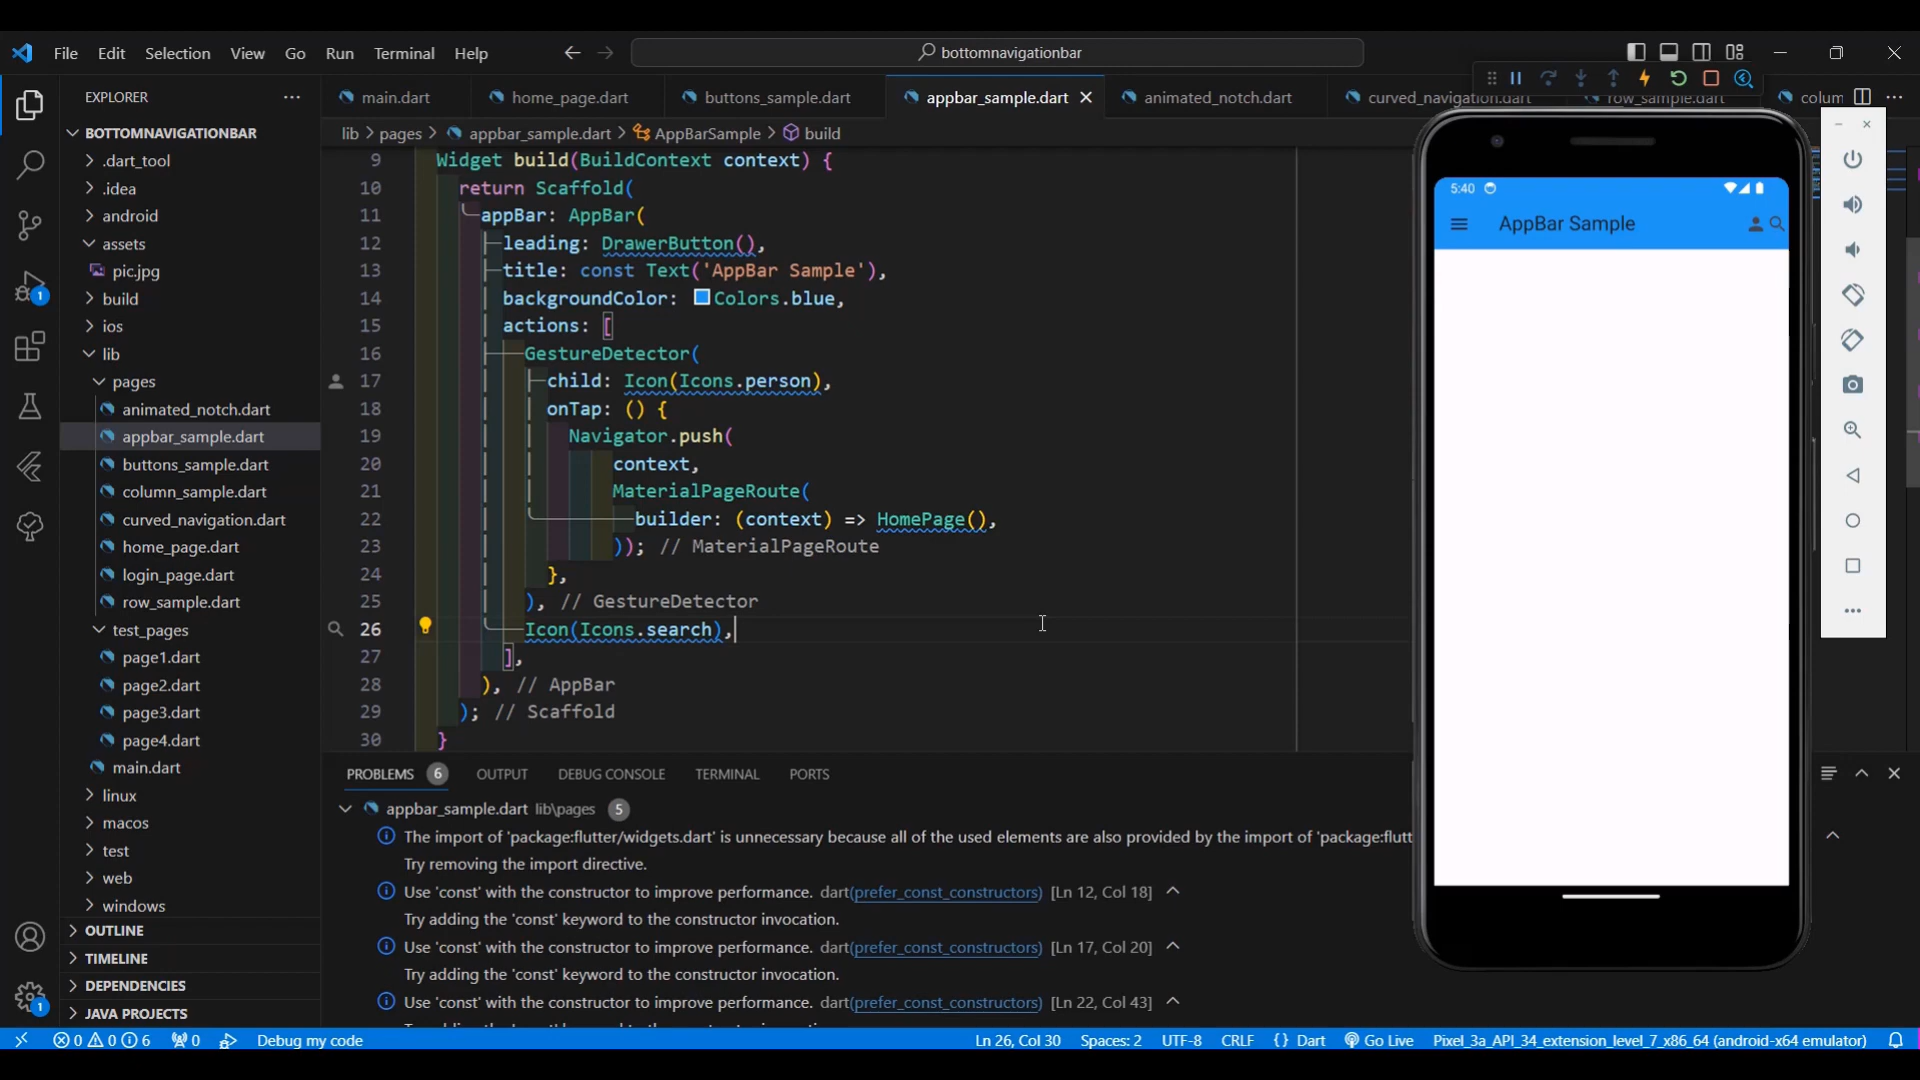 File Edit Selection View Go Run Terminal Help
bottomnavigationbar
EXPLORER
BOTTOMNAVIGATIONBAR
.dart_tool
.idea
android
assets
pic.jpg
build
ios
lib
pages
animated_notch.dart
appbar_sample.dart
buttons_sample.dart
column_sample.dart
curved_navigation.dart
home_page.dart
login_page.dart
row_sample.dart
test_pages
page1.dart
page2.dart
page3.dart
page4.dart
main.dart
linux
macos
test
web
windows
OUTLINE
TIMELINE
DEPENDENCIES
JAVA PROJECTS
1
1
main.dart home_page.dart buttons_sample.dart appbar_sample.dart animated_notch.dart curved_navigation.dart row_sample.dart colum
lib > pages > appbar_sample.dart > AppBarSample > build
9 Widget build(BuildContext context) {
10 return Scaffold(
11 appBar: AppBar(
12 leading: DrawerButton(),
13 title: const Text('AppBar Sample'),
14 backgroundColor: Colors.blue,
15 actions: [
16 GestureDetector(
17 child: Icon(Icons.person),
18 onTap: () {
19 Navigator.push(
20 context,
21 MaterialPageRoute(
22 builder: (context) => HomePage(),
23 )); // MaterialPageRoute
24 },
25 ), // GestureDetector
26 Icon(Icons.search),
27 ],
28 ), // AppBar
29 ); // Scaffold
30 }
5:40
AppBar Sample
PROBLEMS 6 OUTPUT DEBUG CONSOLE TERMINAL PORTS
appbar_sample.dart lib\pages 5
The import of 'package:flutter/widgets.dart' is unnecessary because all of the used elements are also provided by the import of 'package:flutt
Try removing the import directive.
Use 'const' with the constructor to improve performance. dart(prefer_const_constructors) [Ln 12, Col 18]
Try adding the 'const' keyword to the constructor invocation.
Use 'const' with the constructor to improve performance. dart(prefer_const_constructors) [Ln 17, Col 20]
Try adding the 'const' keyword to the constructor invocation.
Use 'const' with the constructor to improve performance. dart(prefer_const_constructors) [Ln 22, Col 43]
0 0 6 0 Debug my code Ln 26, Col 30 Spaces: 2 UTF-8 CRLF {} Dart Go Live Pixel_3a_API_34_extension_level_7_x86_64 (android-x64 emulator)